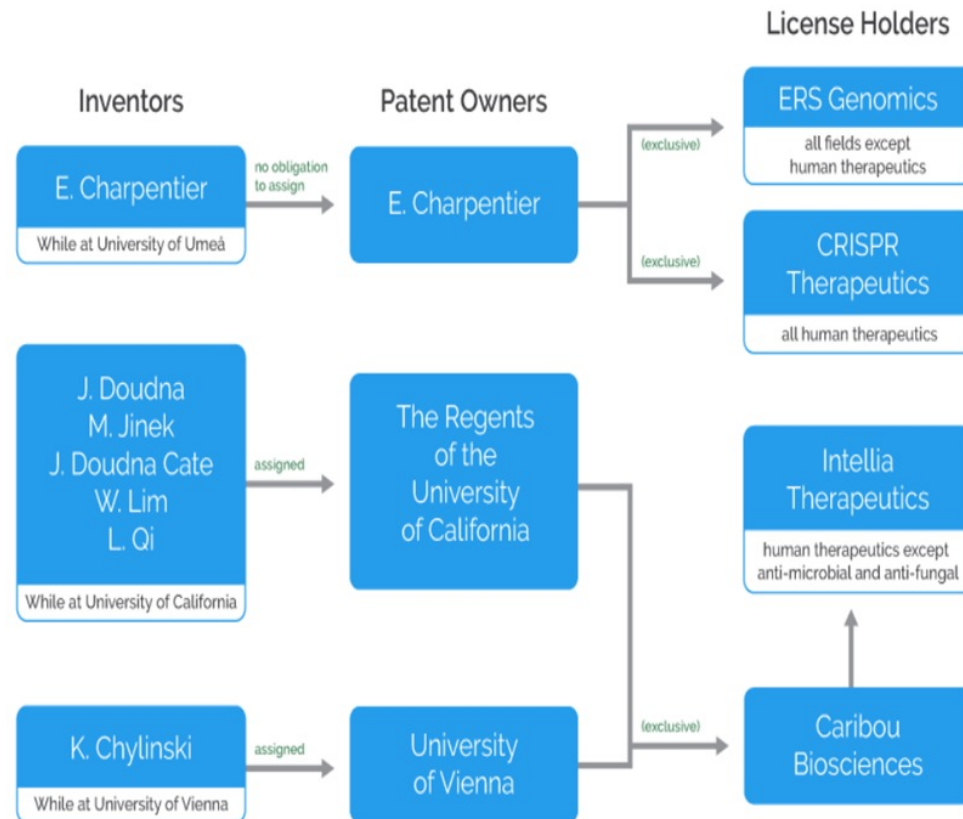 License Holders
Inventors
Patent Owners
E. Charpentier
While at University of Umeå
no obligation
to assign
E. Charpentier
(exclusive)
ERS Genomics
all fields except
human therapeutics
(exclusive)
CRISPR
Therapeutics
all human therapeutics
J. Doudna
M. Jinek
J. Doudna Cate
W. Lim
L. Qi
While at University of California
assigned
The Regents
of the
University
of California
Intellia
Therapeutics
human therapeutics except
anti-microbial and anti-fungal
K. Chylinski
While at University of Vienna
assigned
University
of Vienna
(exclusive)
Caribou
Biosciences